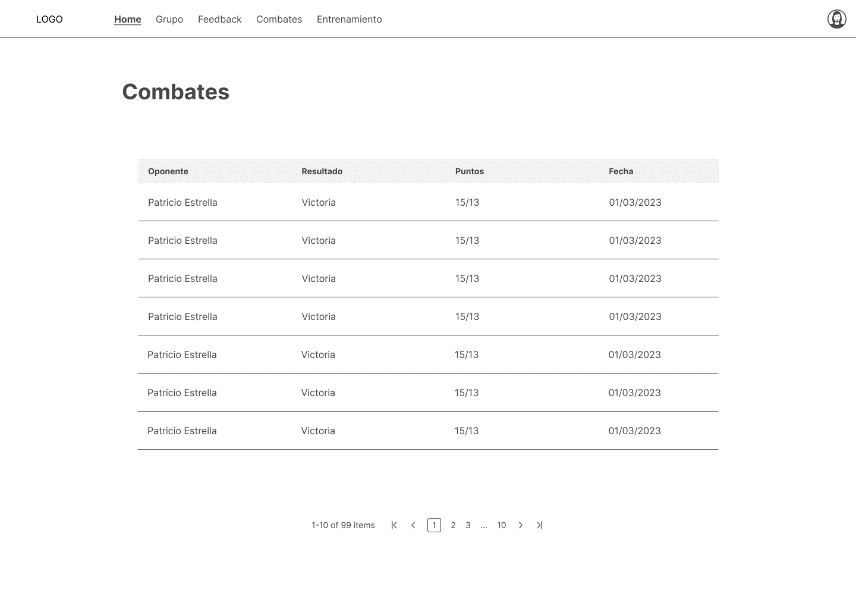 LOGO Home Grupo Feedback Combates Entrenamiento
Combates
Oponente Resultado Puntos Fecha
Patricio Estrella Victoria 15/13 01/03/2023
Patricio Estrella Victoria 15/13 01/03/2023
Patricio Estrella Victoria 15/13 01/03/2023
Patricio Estrella Victoria 15/13 01/03/2023
Patricio Estrella Victoria 15/13 01/03/2023
Patricio Estrella Victoria 15/13 01/03/2023
Patricio Estrella Victoria 15/13 01/03/2023
1-10 of 99 items 1 2 3 ... 10